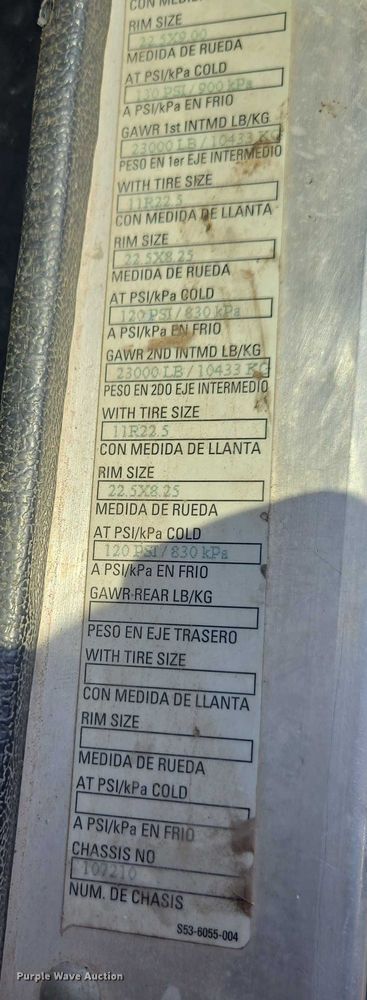 CON MEDID
RIM SIZE
22.5X9.00
MEDIDA DE RUEDA
AT PSI/kPa COLD
130 PSI / 900 kPa
A PSI/kPa EN FRIO
GAWR 1st INTMD LB/KG
23000 LB / 10433 KG
PESO EN 1er EJE INTERMEDIO
WITH TIRE SIZE
11R22.5
CON MEDIDA DE LLANTA
RIM SIZE
22.5X8.25
MEDIDA DE RUEDA
AT PSI/kPa COLD
120 PSI / 830 kPa
A PSI/kPa EN FRIO
GAWR 2ND INTMD LB/KG
23000 LB / 10433 KG
PESO EN 2DO EJE INTERMEDIO
WITH TIRE SIZE
11R22.5
CON MEDIDA DE LLANTA
RIM SIZE
22.5X8.25
MEDIDA DE RUEDA
AT PSI/kPa COLD
120 PSI / 830 kPa
A PSI/kPa EN FRIO
GAWR REAR LB/KG
PESO EN EJE TRASERO
WITH TIRE SIZE
CON MEDIDA DE LLANTA
RIM SIZE
MEDIDA DE RUEDA
AT PSI/kPa COLD
A PSI/kPa EN FRIO
CHASSIS NO
107210
NUM. DE CHASIS
S53-6055-004
Purple Wave Auction